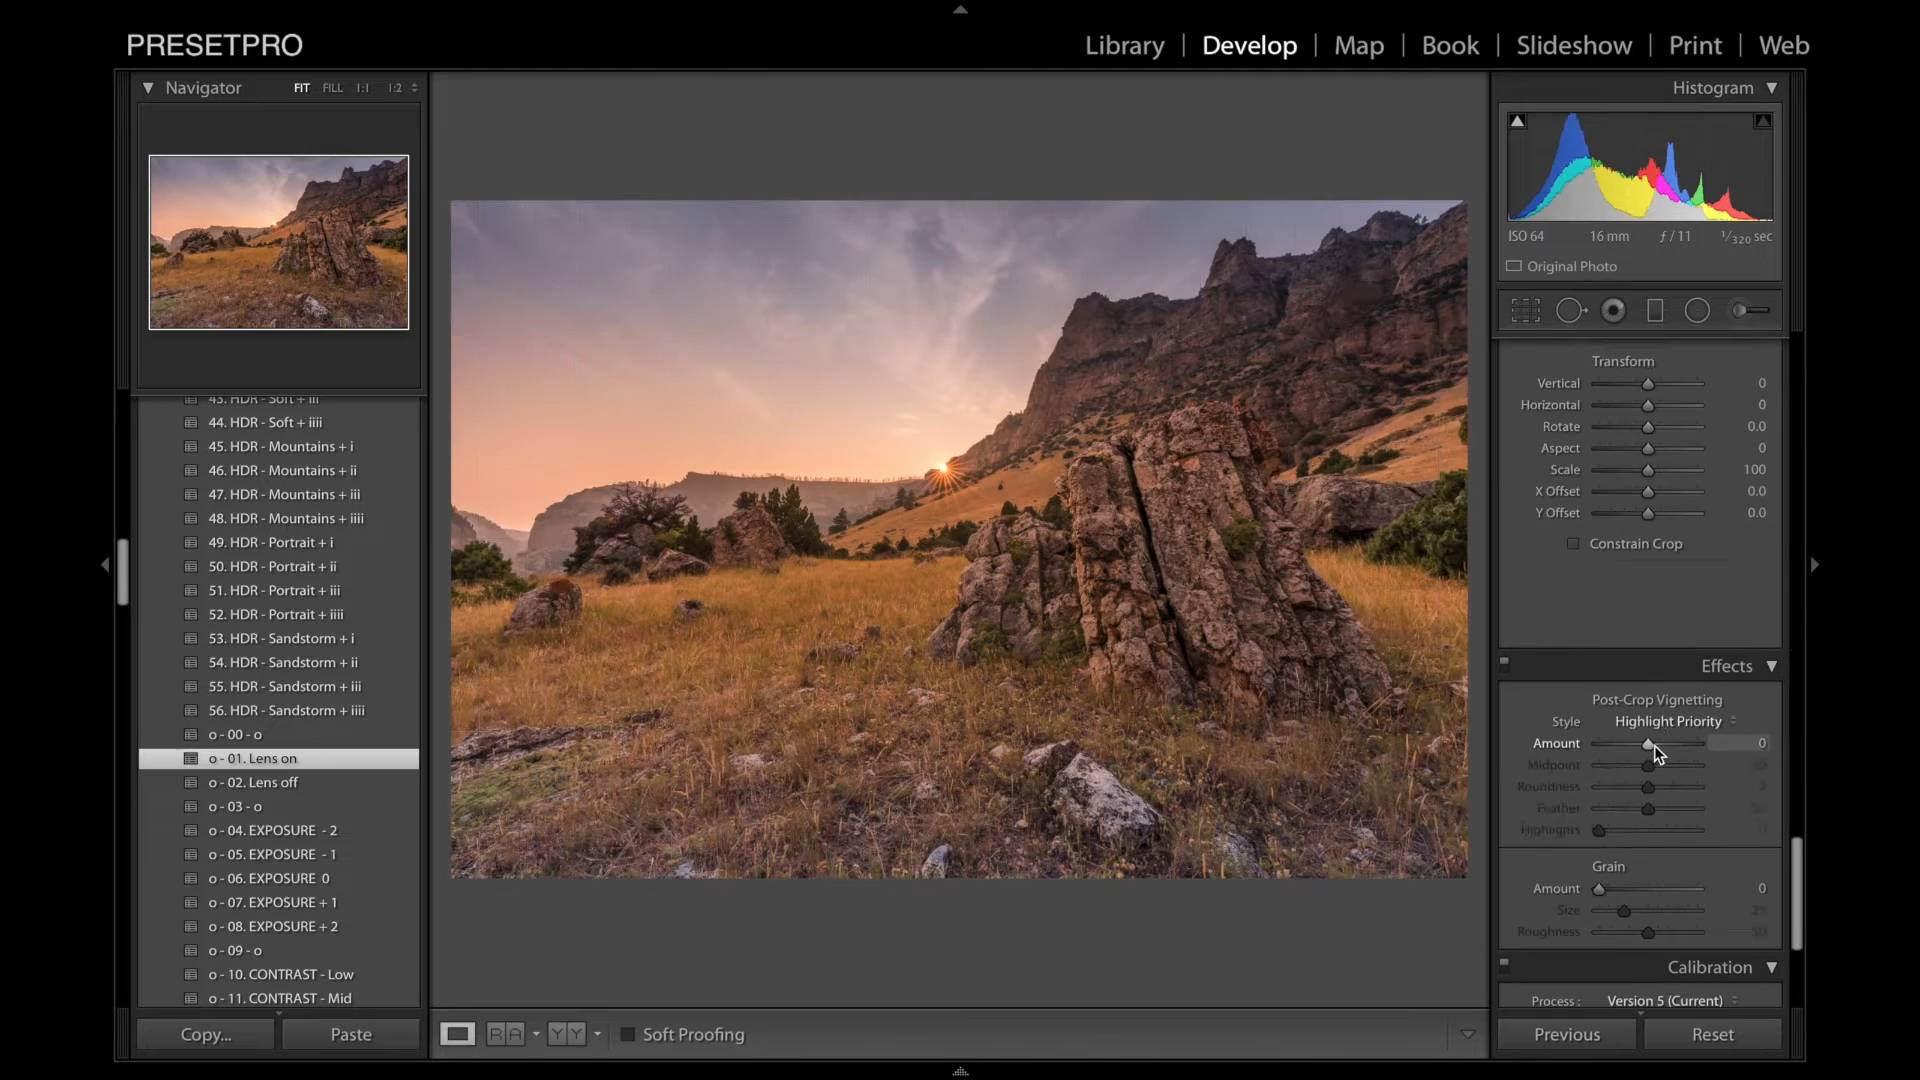 PRESETPRO
Library | Develop | Map | Book | Slideshow | Print | Web
Navigator FIT FILL 1:1 1:2
43. HDR - Soft + iii
44. HDR - Soft + iiii
45. HDR - Mountains + i
46. HDR - Mountains + ii
47. HDR - Mountains + iii
48. HDR - Mountains + iiii
49. HDR - Portrait + i
50. HDR - Portrait + ii
51. HDR - Portrait + iii
52. HDR - Portrait + iiii
53. HDR - Sandstorm + i
54. HDR - Sandstorm + ii
55. HDR - Sandstorm + iii
56. HDR - Sandstorm + iiii
o - 00 - o
o - 01. Lens on
o - 02. Lens off
o - 03 - o
o - 04. EXPOSURE - 2
o - 05. EXPOSURE - 1
o - 06. EXPOSURE 0
o - 07. EXPOSURE + 1
o - 08. EXPOSURE + 2
o - 09 - o
o - 10. CONTRAST - Low
o - 11. CONTRAST - Mid
Copy... Paste
R A Y Y Soft Proofing
Histogram
ISO 64 16 mm ƒ / 11 1/320 sec
Original Photo
Transform
Vertical 0
Horizontal 0
Rotate 0.0
Aspect 0
Scale 100
X Offset 0.0
Y Offset 0.0
Constrain Crop
Effects
Post-Crop Vignetting
Style Highlight Priority
Amount 0
Midpoint
Roundness
Feather
Highlights
Grain
Amount 0
Size 25
Roughness 50
Calibration
Process : Version 5 (Current)
Previous Reset